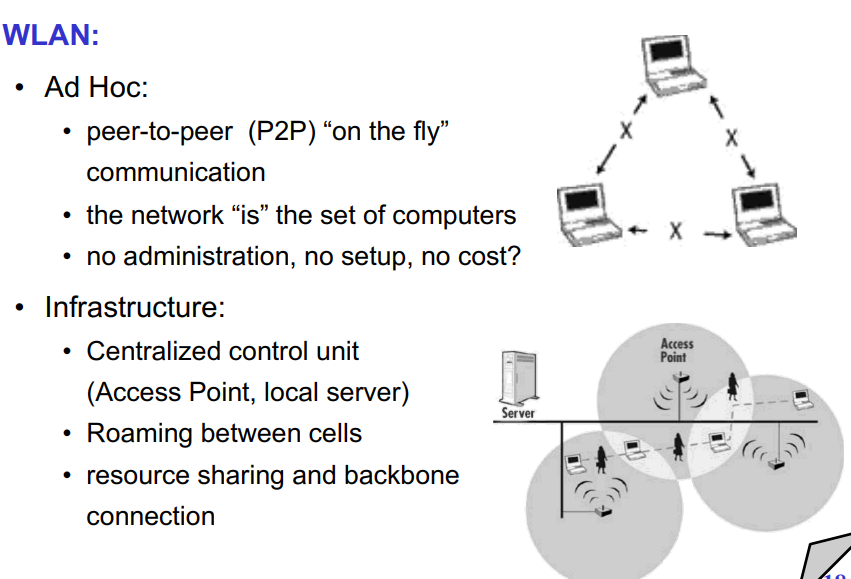 WLAN:
• Ad Hoc:
• peer-to-peer (P2P) “on the fly”
communication
• the network “is” the set of computers
• no administration, no setup, no cost?
X
X
X
• Infrastructure:
• Centralized control unit
(Access Point, local server)
• Roaming between cells
• resource sharing and backbone
connection
Access
Point
Server